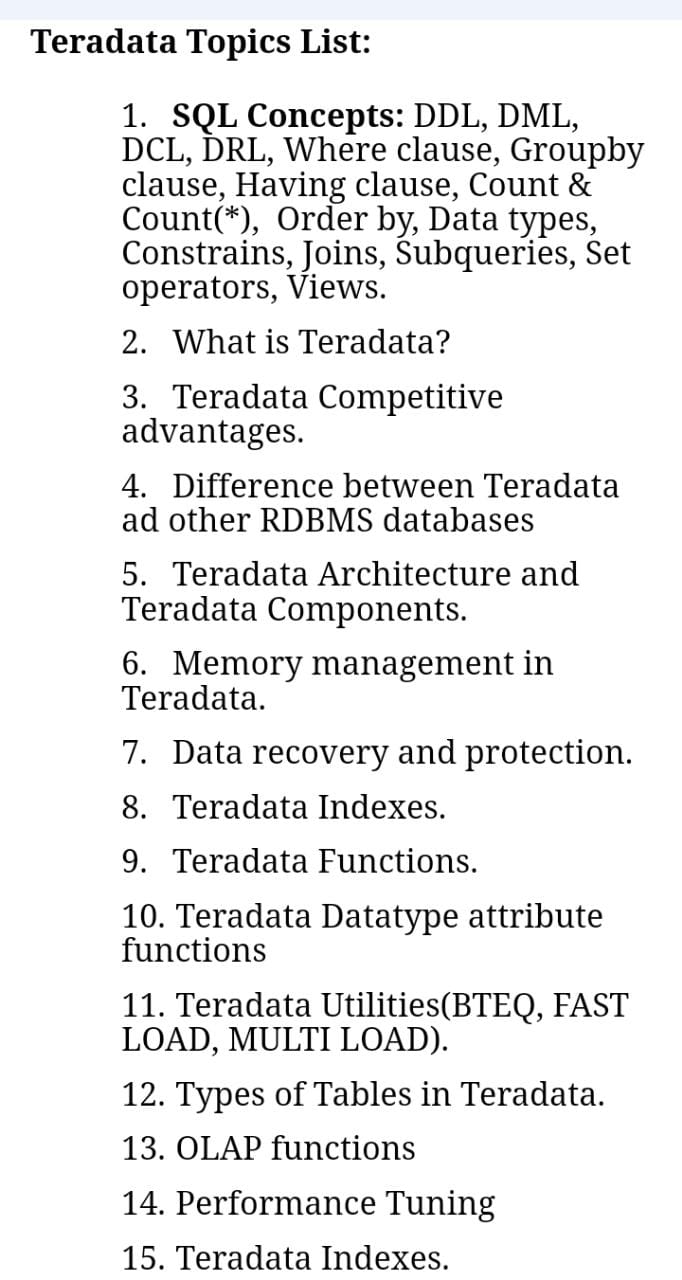 Teradata Topics List:
1. SQL Concepts: DDL, DML,
DCL, DRL, Where clause, Groupby
clause, Having clause, Count &
Count(*), Order by, Data types,
Constrains, Joins, Subqueries, Set
operators, Views.
2. What is Teradata?
3. Teradata Competitive
advantages.
4. Difference between Teradata
ad other RDBMS databases
5. Teradata Architecture and
Teradata Components.
6. Memory management in
Teradata.
7. Data recovery and protection.
8. Teradata Indexes.
9. Teradata Functions.
10. Teradata Datatype attribute
functions
11. Teradata Utilities(BTEQ, FAST
LOAD, MULTI LOAD).
12. Types of Tables in Teradata.
13. OLAP functions
14. Performance Tuning
15. Teradata Indexes.